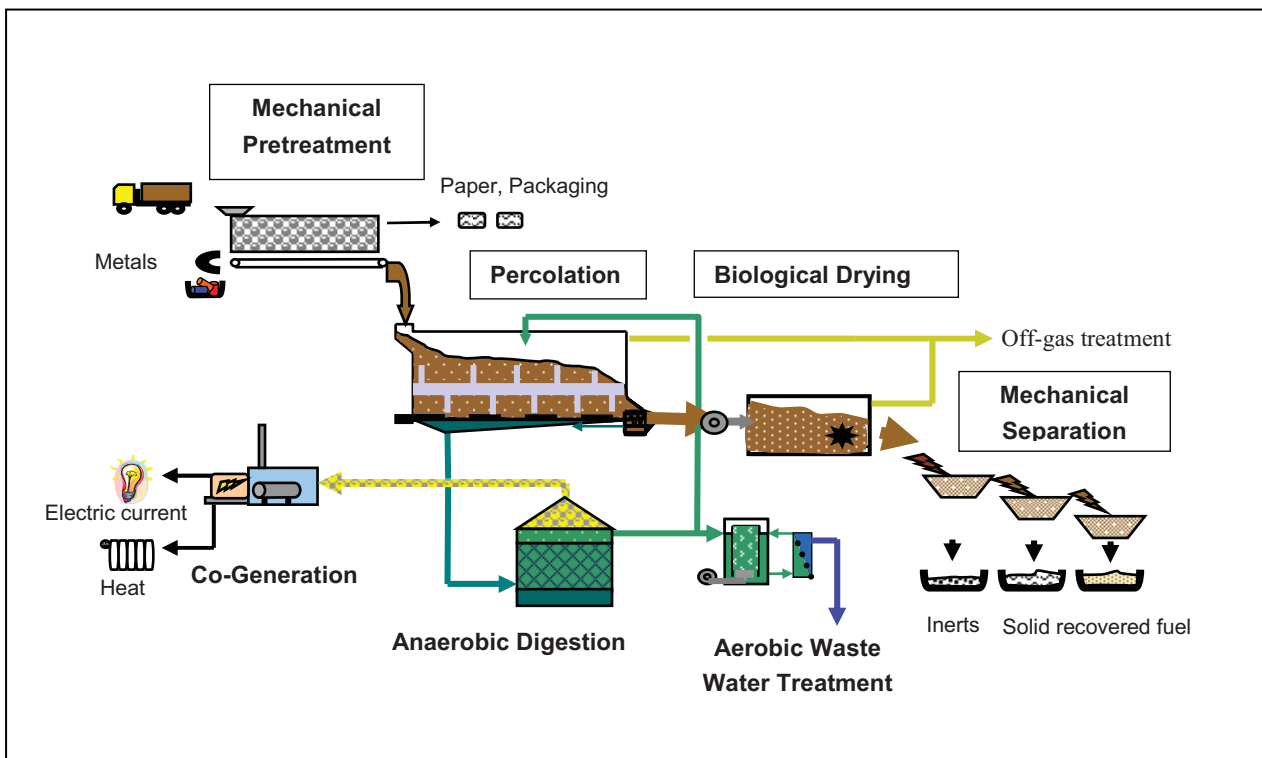 Mechanical
Pretreatment
Paper, Packaging
Metals
Percolation
Biological Drying
Off-gas treatment
Mechanical
Separation
Electric current
Heat
Co-Generation
Anaerobic Digestion
Aerobic Waste
Water Treatment
Inerts
Solid recovered fuel